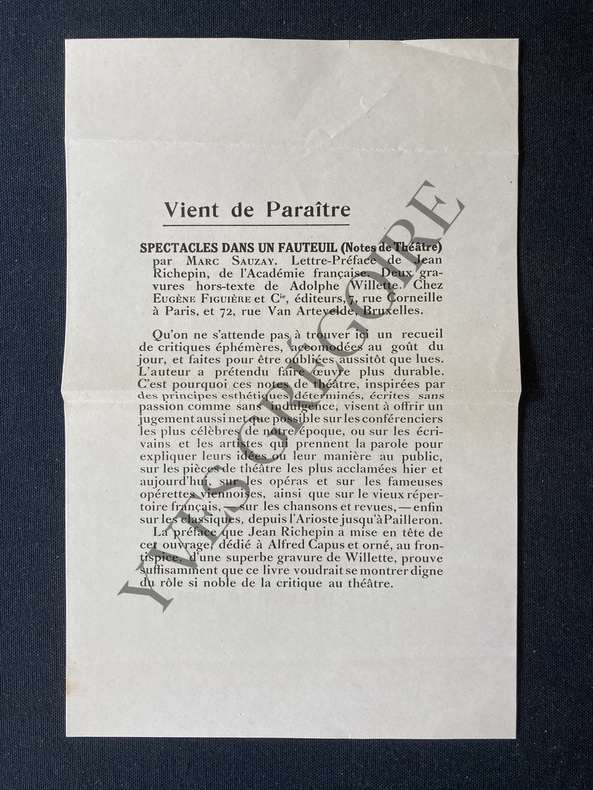 Vient de Paraître
SPECTACLES DANS UN FAUTEUIL (Notes de Théâtre)
par MARC SAUZAY. Lettre-Préface de Jean
Richepin, de l'Académie française. Deux gra-
vures hors-texte de Adolphe Willette. Chez
EUGÈNE FIGUIÈRE et Cie, éditeurs, 7, rue Corneille
à Paris, et 72, rue Van Artevelde, Bruxelles.
Qu'on ne s'attende pas à trouver ici un recueil
de critiques éphémères, accomodées au goût du
jour, et faites pour être oubliées aussitôt que lues.
L'auteur a prétendu faire œuvre plus durable.
C'est pourquoi ces notes de théâtre, inspirées par
des principes esthétiques déterminés, écrites sans
passion comme sans indulgence, visent à offrir un
jugement aussi net que possible sur les conférenciers
les plus célèbres de notre époque, ou sur les écri-
vains et les artistes qui prennent la parole pour
expliquer leurs idées ou leur manière au public,
sur les pièces de théâtre les plus acclamées hier et
aujourd'hui, sur les opéras et sur les fameuses
opérettes viennoises, ainsi que sur le vieux réper-
toire français, — sur les chansons et revues, — enfin
sur les classiques, depuis l'Arioste jusqu'à Pailleron.
La préface que Jean Richepin a mise en tête de
cet ouvrage, dédié à Alfred Capus et orné, au fron-
tispice, d'une superbe gravure de Willette, prouve
suffisamment que ce livre voudrait se montrer digne
du rôle si noble de la critique au théâtre.
YVES GRÉGOIRE